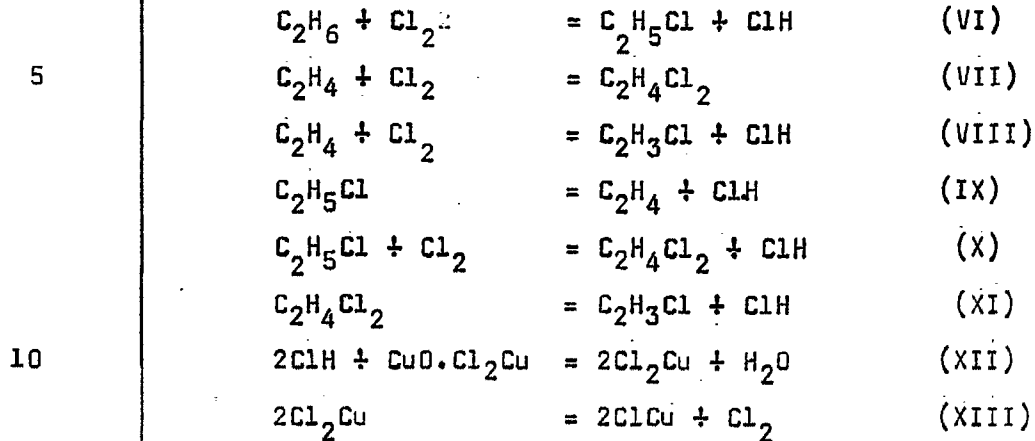 C2H6 + Cl2 = C2H5Cl + ClH (VI)
5 C2H4 + Cl2 = C2H4Cl2 (VII)
C2H4 + Cl2 = C2H3Cl + ClH (VIII)
C2H5Cl = C2H4 + ClH (IX)
C2H5Cl + Cl2 = C2H4Cl2 + ClH (X)
C2H4Cl2 = C2H3Cl + ClH (XI)
10 2ClH + CuO.Cl2Cu = 2Cl2Cu + H2O (XII)
2Cl2Cu = 2ClCu + Cl2 (XIII)